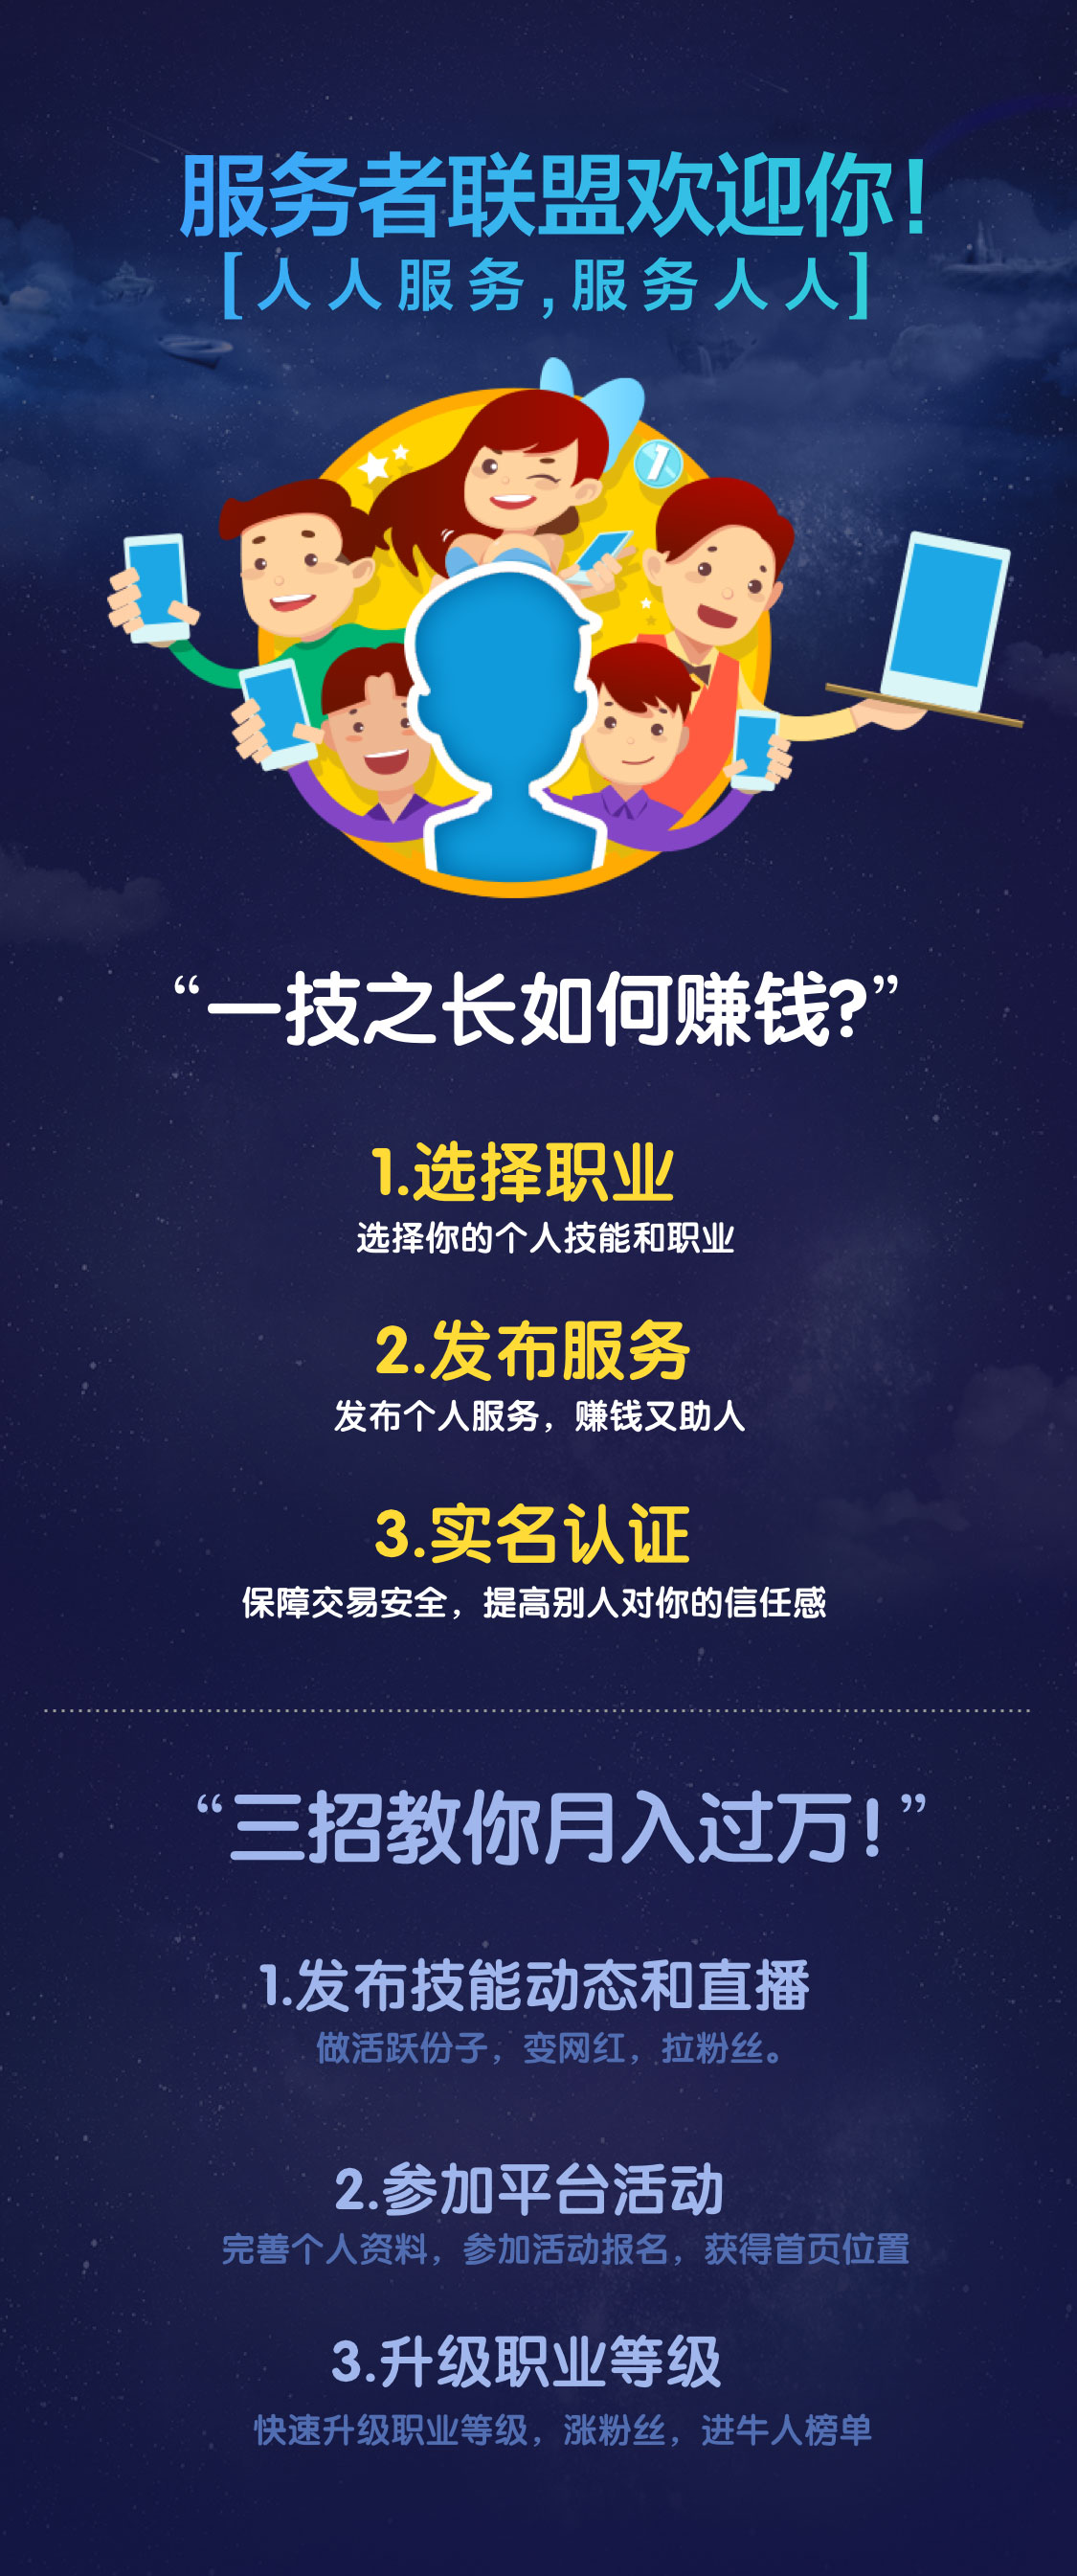 服务者联盟欢迎你!
[人人服务,服务人人]
1
“一技之长如何赚钱?”
1.选择职业
选择你的个人技能和职业
2.发布服务
发布个人服务，赚钱又助人
3.实名认证
保障交易安全，提高别人对你的信任感
“三招教你月入过万!”
1.发布技能动态和直播
做活跃份子，变网红，拉粉丝。
2.参加平台活动
完善个人资料，参加活动报名，获得首页位置
3.升级职业等级
快速升级职业等级，涨粉丝，进牛人榜单